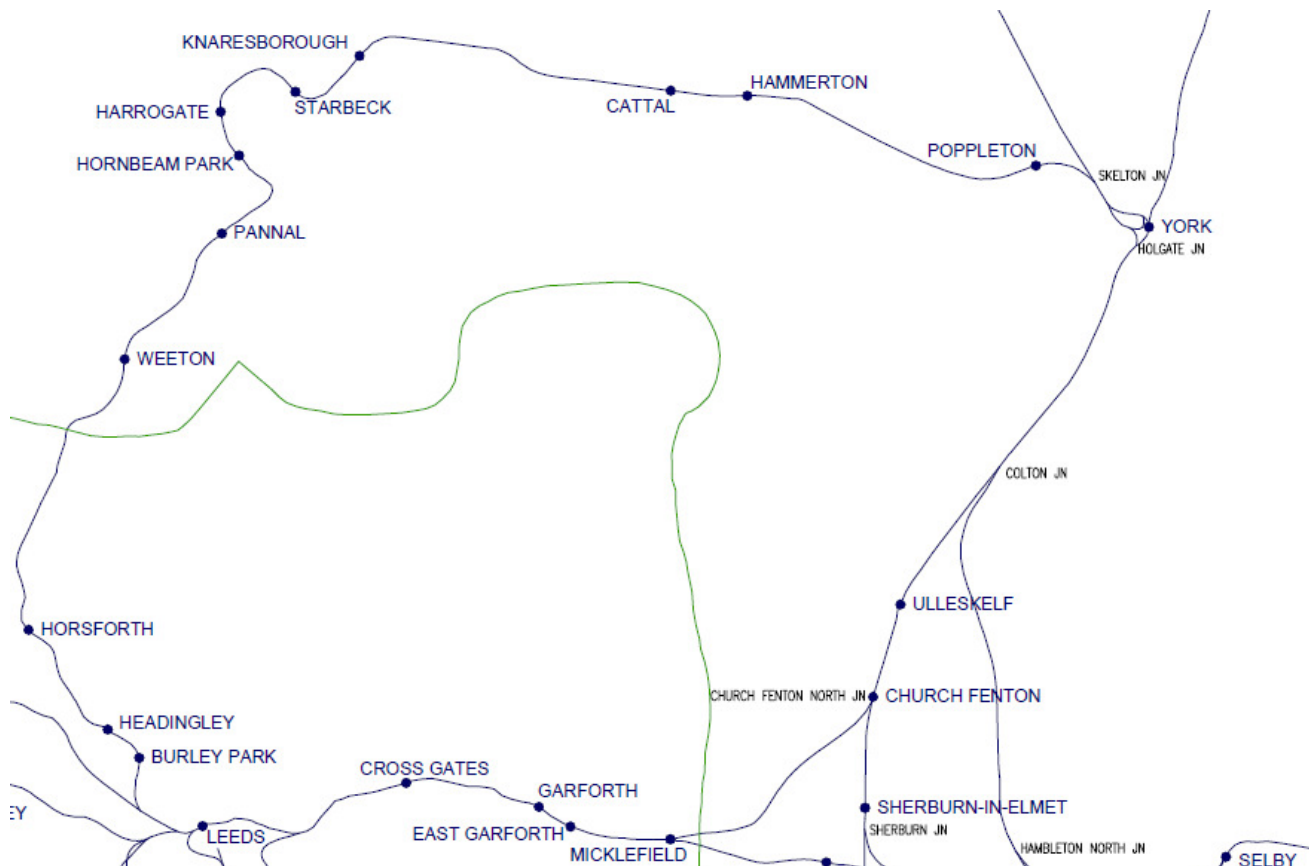 KNARESBOROUGH
HAMMERTON
HARROGATE
STARBECK
CATTAL
POPPLETON
HORNBEAM PARK
SKELTON JN
PANNAL
YORK
HOLGATE JN
WEETON
COLTON JN
ULLESKELF
HORSFORTH
CHURCH FENTON NORTH JN
CHURCH FENTON
HEADINGLEY
BURLEY PARK
CROSS GATES
GARFORTH
EY
SHERBURN-IN-ELMET
LEEDS
EAST GARFORTH
SHERBURN JN
MICKLEFIELD
HAMBLETON NORTH JN
SELBY